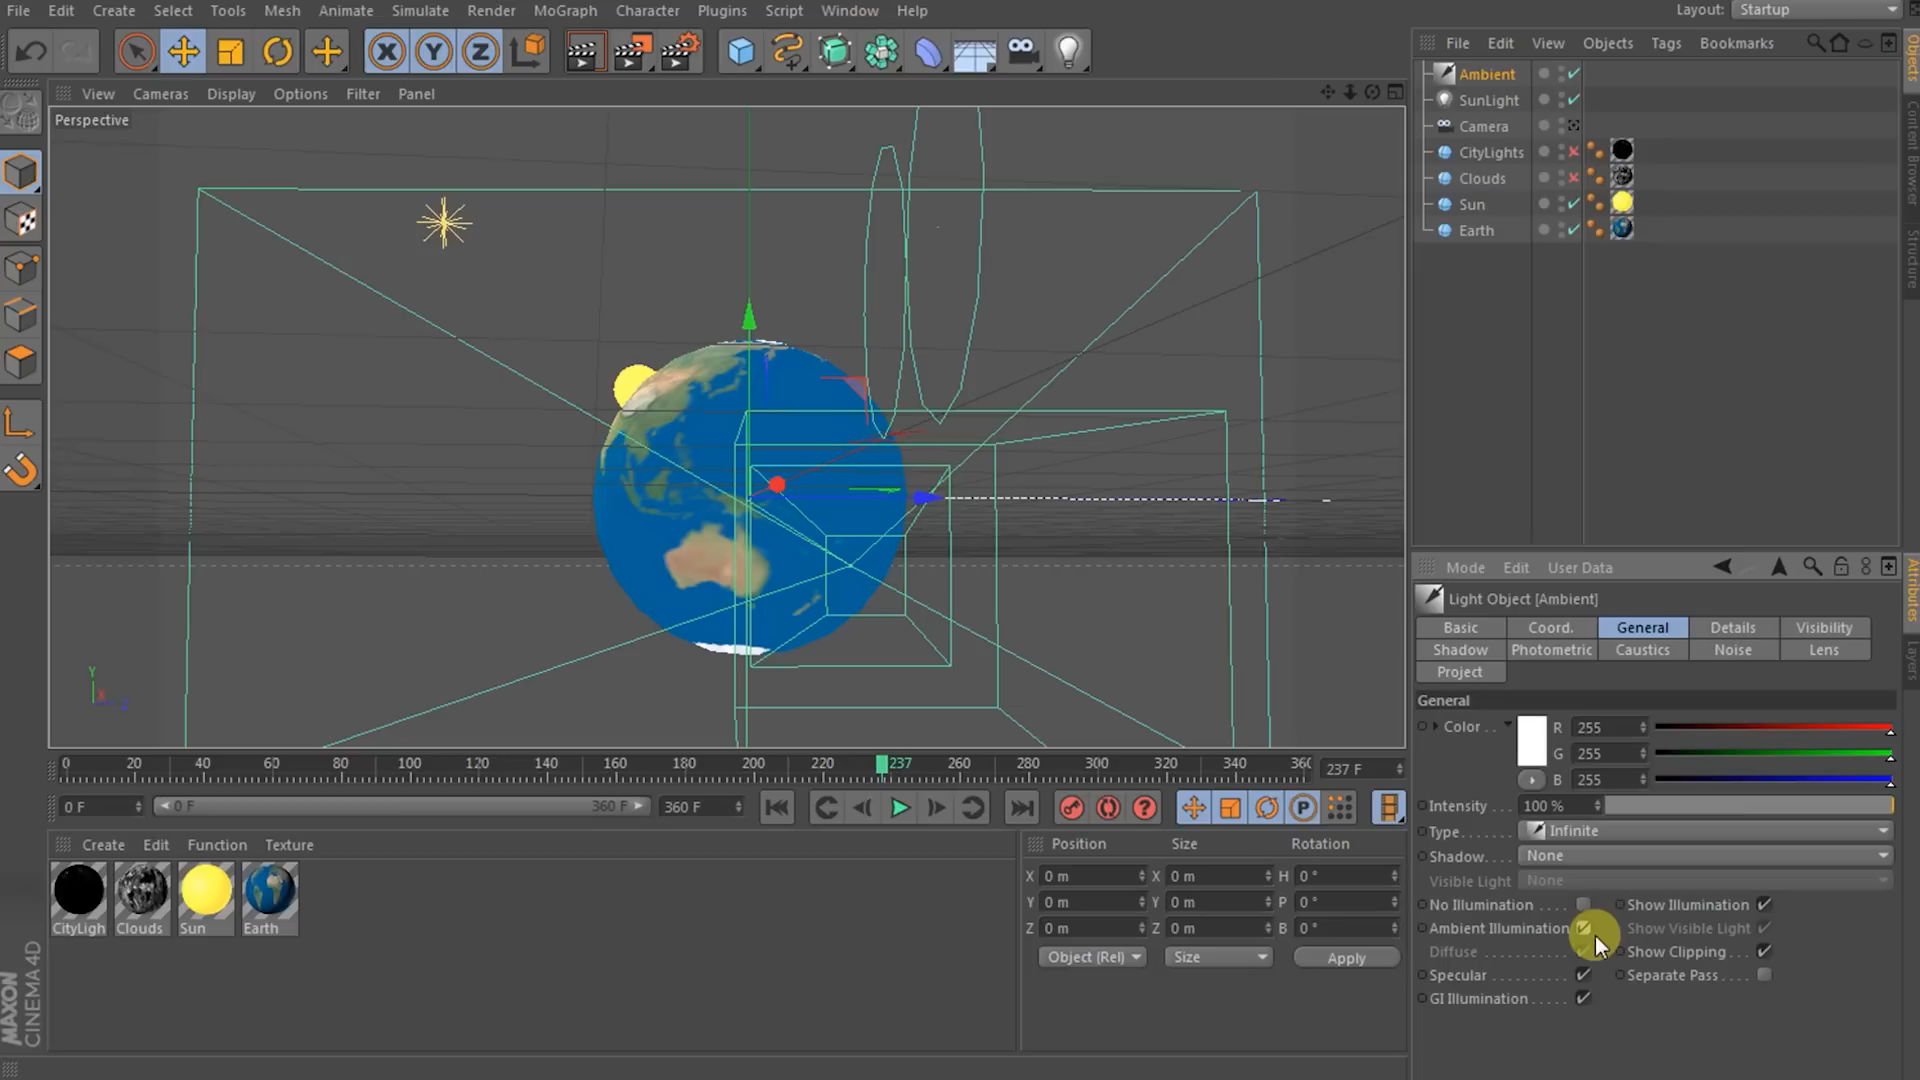 File Edit Create Select Tools Mesh Animate Simulate Render MoGraph Character Plugins Script Window Help
Layout: Startup
File Edit View Objects Tags Bookmarks
View Cameras Display Options Filter Panel
Perspective
Ambient
SunLight
Camera
CityLights
Clouds
Sun
Earth
Objects
Content Browser
Structure
Y
X
Z
Mode Edit User Data
Attributes
Layers
Light Object [Ambient]
Basic Coord. General Details Visibility
Shadow Photometric Caustics Noise Lens
Project
General
Color . . R 255
G 255
B 255
Intensity . . . 100 %
Type . . . . . . Infinite
Shadow. . . . None
Visible Light None
No Illumination . . . . Show Illumination
Ambient Illumination Show Visible Light
Diffuse . . . . . . . . . . Show Clipping . . .
Specular . . . . . . . . . Separate Pass . . . .
GI Illumination . . . . .
0 20 40 60 80 100 120 140 160 180 200 220 237 260 280 300 320 340 36
237 F
0 F 0 F 360 F 360 F
Create Edit Function Texture
CityLigh Clouds Sun Earth
Position Size Rotation
X 0 m X 0 m H 0 °
Y 0 m Y 0 m P 0 °
Z 0 m Z 0 m B 0 °
Object (Rel) Size Apply
MAXON
CINEMA 4D